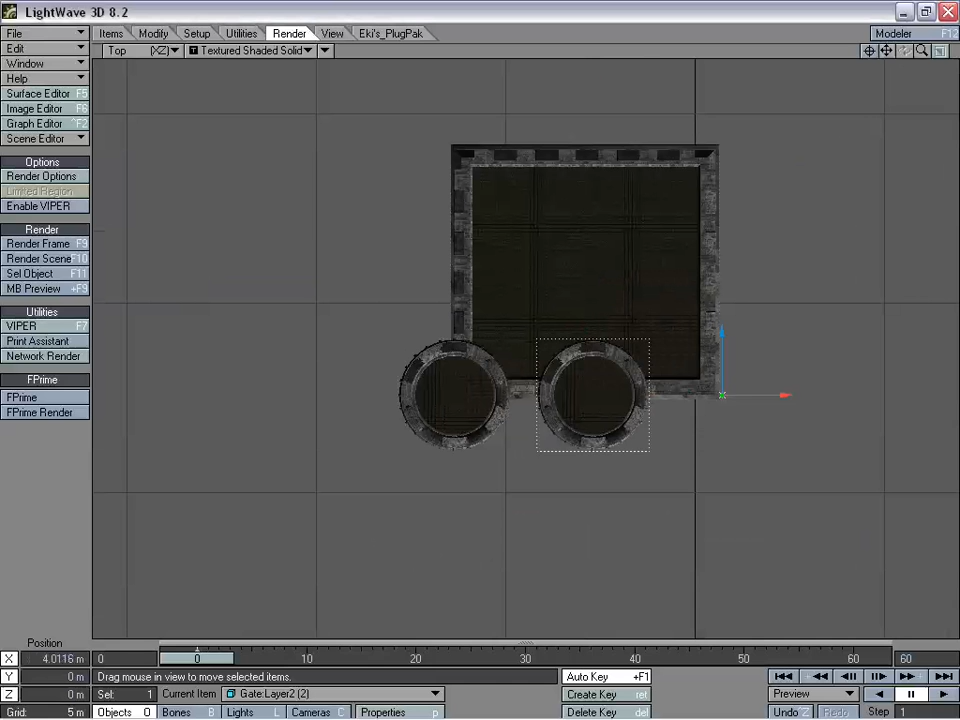 LightWave 3D 8.2
File
Items Modify Setup Utilities Render View Eki's_PlugPak Modeler F12
Edit
Top (XZ) Textured Shaded Solid
Window
Help
Surface Editor F5
Image Editor F6
Graph Editor ^F2
Scene Editor
Options
Render Options
Limited Region
Enable VIPER
Render
Render Frame F9
Render Scene F10
Sel Object F11
MB Preview +F9
Utilities
VIPER F7
Print Assistant
Network Render
FPrime
FPrime
FPrime Render
Position
X 4.0116 m 0 0 10 20 30 40 50 60 60
Y 0 m Drag mouse in view to move selected items. Auto Key +F1
Z 0 m Sel: 1 Current Item Gate:Layer2 (2) Create Key ret Preview
Grid: 5 m Objects O Bones B Lights L Cameras C Properties p Delete Key del Undo Z Redo Step 1